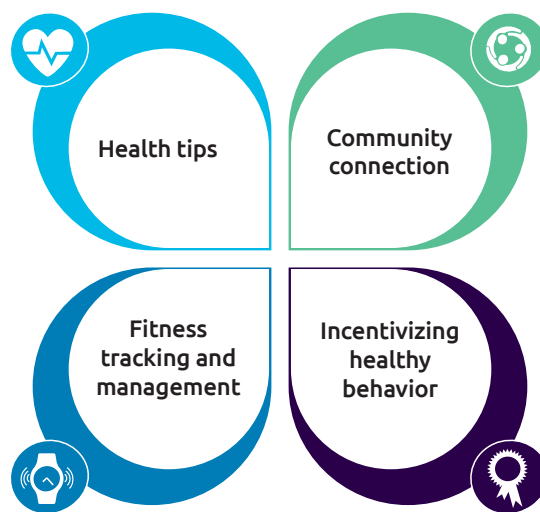 Health tips
Community
connection
Fitness
tracking and
management
Incentivizing
healthy
behavior